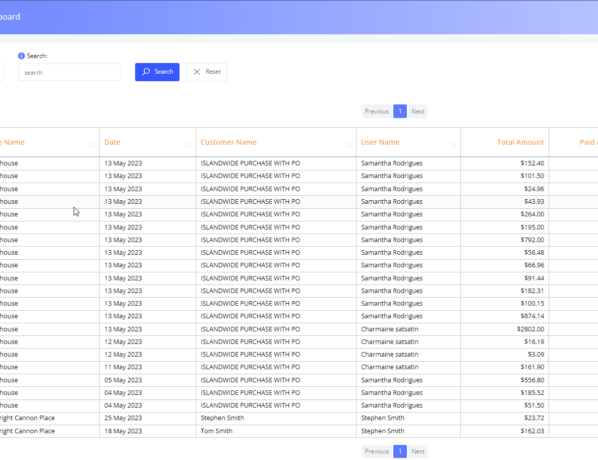 board
Search:
search
Search
Reset
Previous 1 Next
e Name Date Customer Name User Name Total Amount Paid
house 13 May 2023 ISLANDWIDE PURCHASE WITH PO Samantha Rodrigues $152.40
house 13 May 2023 ISLANDWIDE PURCHASE WITH PO Samantha Rodrigues $101.50
house 13 May 2023 ISLANDWIDE PURCHASE WITH PO Samantha Rodrigues $24.96
house 13 May 2023 ISLANDWIDE PURCHASE WITH PO Samantha Rodrigues $43.93
house 13 May 2023 ISLANDWIDE PURCHASE WITH PO Samantha Rodrigues $264.00
house 13 May 2023 ISLANDWIDE PURCHASE WITH PO Samantha Rodrigues $195.00
house 13 May 2023 ISLANDWIDE PURCHASE WITH PO Samantha Rodrigues $792.00
house 13 May 2023 ISLANDWIDE PURCHASE WITH PO Samantha Rodrigues $56.48
house 13 May 2023 ISLANDWIDE PURCHASE WITH PO Samantha Rodrigues $66.96
house 13 May 2023 ISLANDWIDE PURCHASE WITH PO Samantha Rodrigues $91.44
house 13 May 2023 ISLANDWIDE PURCHASE WITH PO Samantha Rodrigues $182.31
house 13 May 2023 ISLANDWIDE PURCHASE WITH PO Samantha Rodrigues $100.15
house 13 May 2023 ISLANDWIDE PURCHASE WITH PO Samantha Rodrigues $874.14
house 13 May 2023 ISLANDWIDE PURCHASE WITH PO Charmaine satsatin $2802.00
house 12 May 2023 ISLANDWIDE PURCHASE WITH PO Charmaine satsatin $16.19
house 12 May 2023 ISLANDWIDE PURCHASE WITH PO Charmaine satsatin $3.09
house 11 May 2023 ISLANDWIDE PURCHASE WITH PO Charmaine satsatin $161.90
house 05 May 2023 ISLANDWIDE PURCHASE WITH PO Samantha Rodrigues $556.80
house 04 May 2023 ISLANDWIDE PURCHASE WITH PO Samantha Rodrigues $185.52
house 04 May 2023 ISLANDWIDE PURCHASE WITH PO Samantha Rodrigues $51.50
right Cannon Place 25 May 2023 Stephen Smith Stephen Smith $23.72
right Cannon Place 18 May 2023 Tom Smith Stephen Smith $162.03
Previous 1 Next